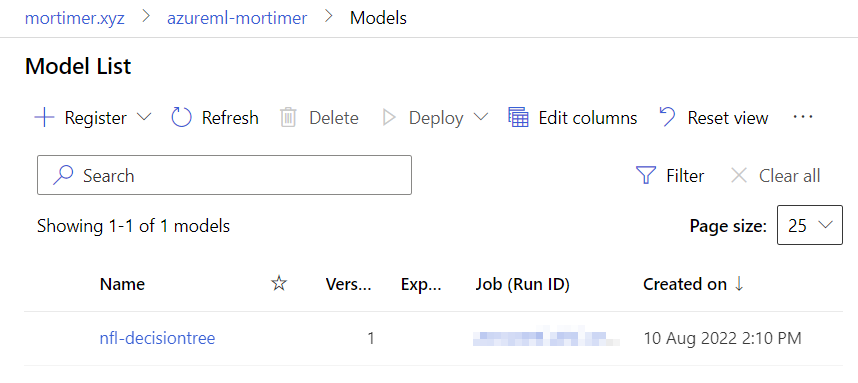 mortimer.xyz > azureml-mortimer > Models
Model List
Register Refresh Delete Deploy Edit columns Reset view ...
Search Filter Clear all
Showing 1-1 of 1 models Page size: 25
Name Vers... Exp... Job (Run ID) Created on ↓
nfl-decisiontree 1 10 Aug 2022 2:10 PM